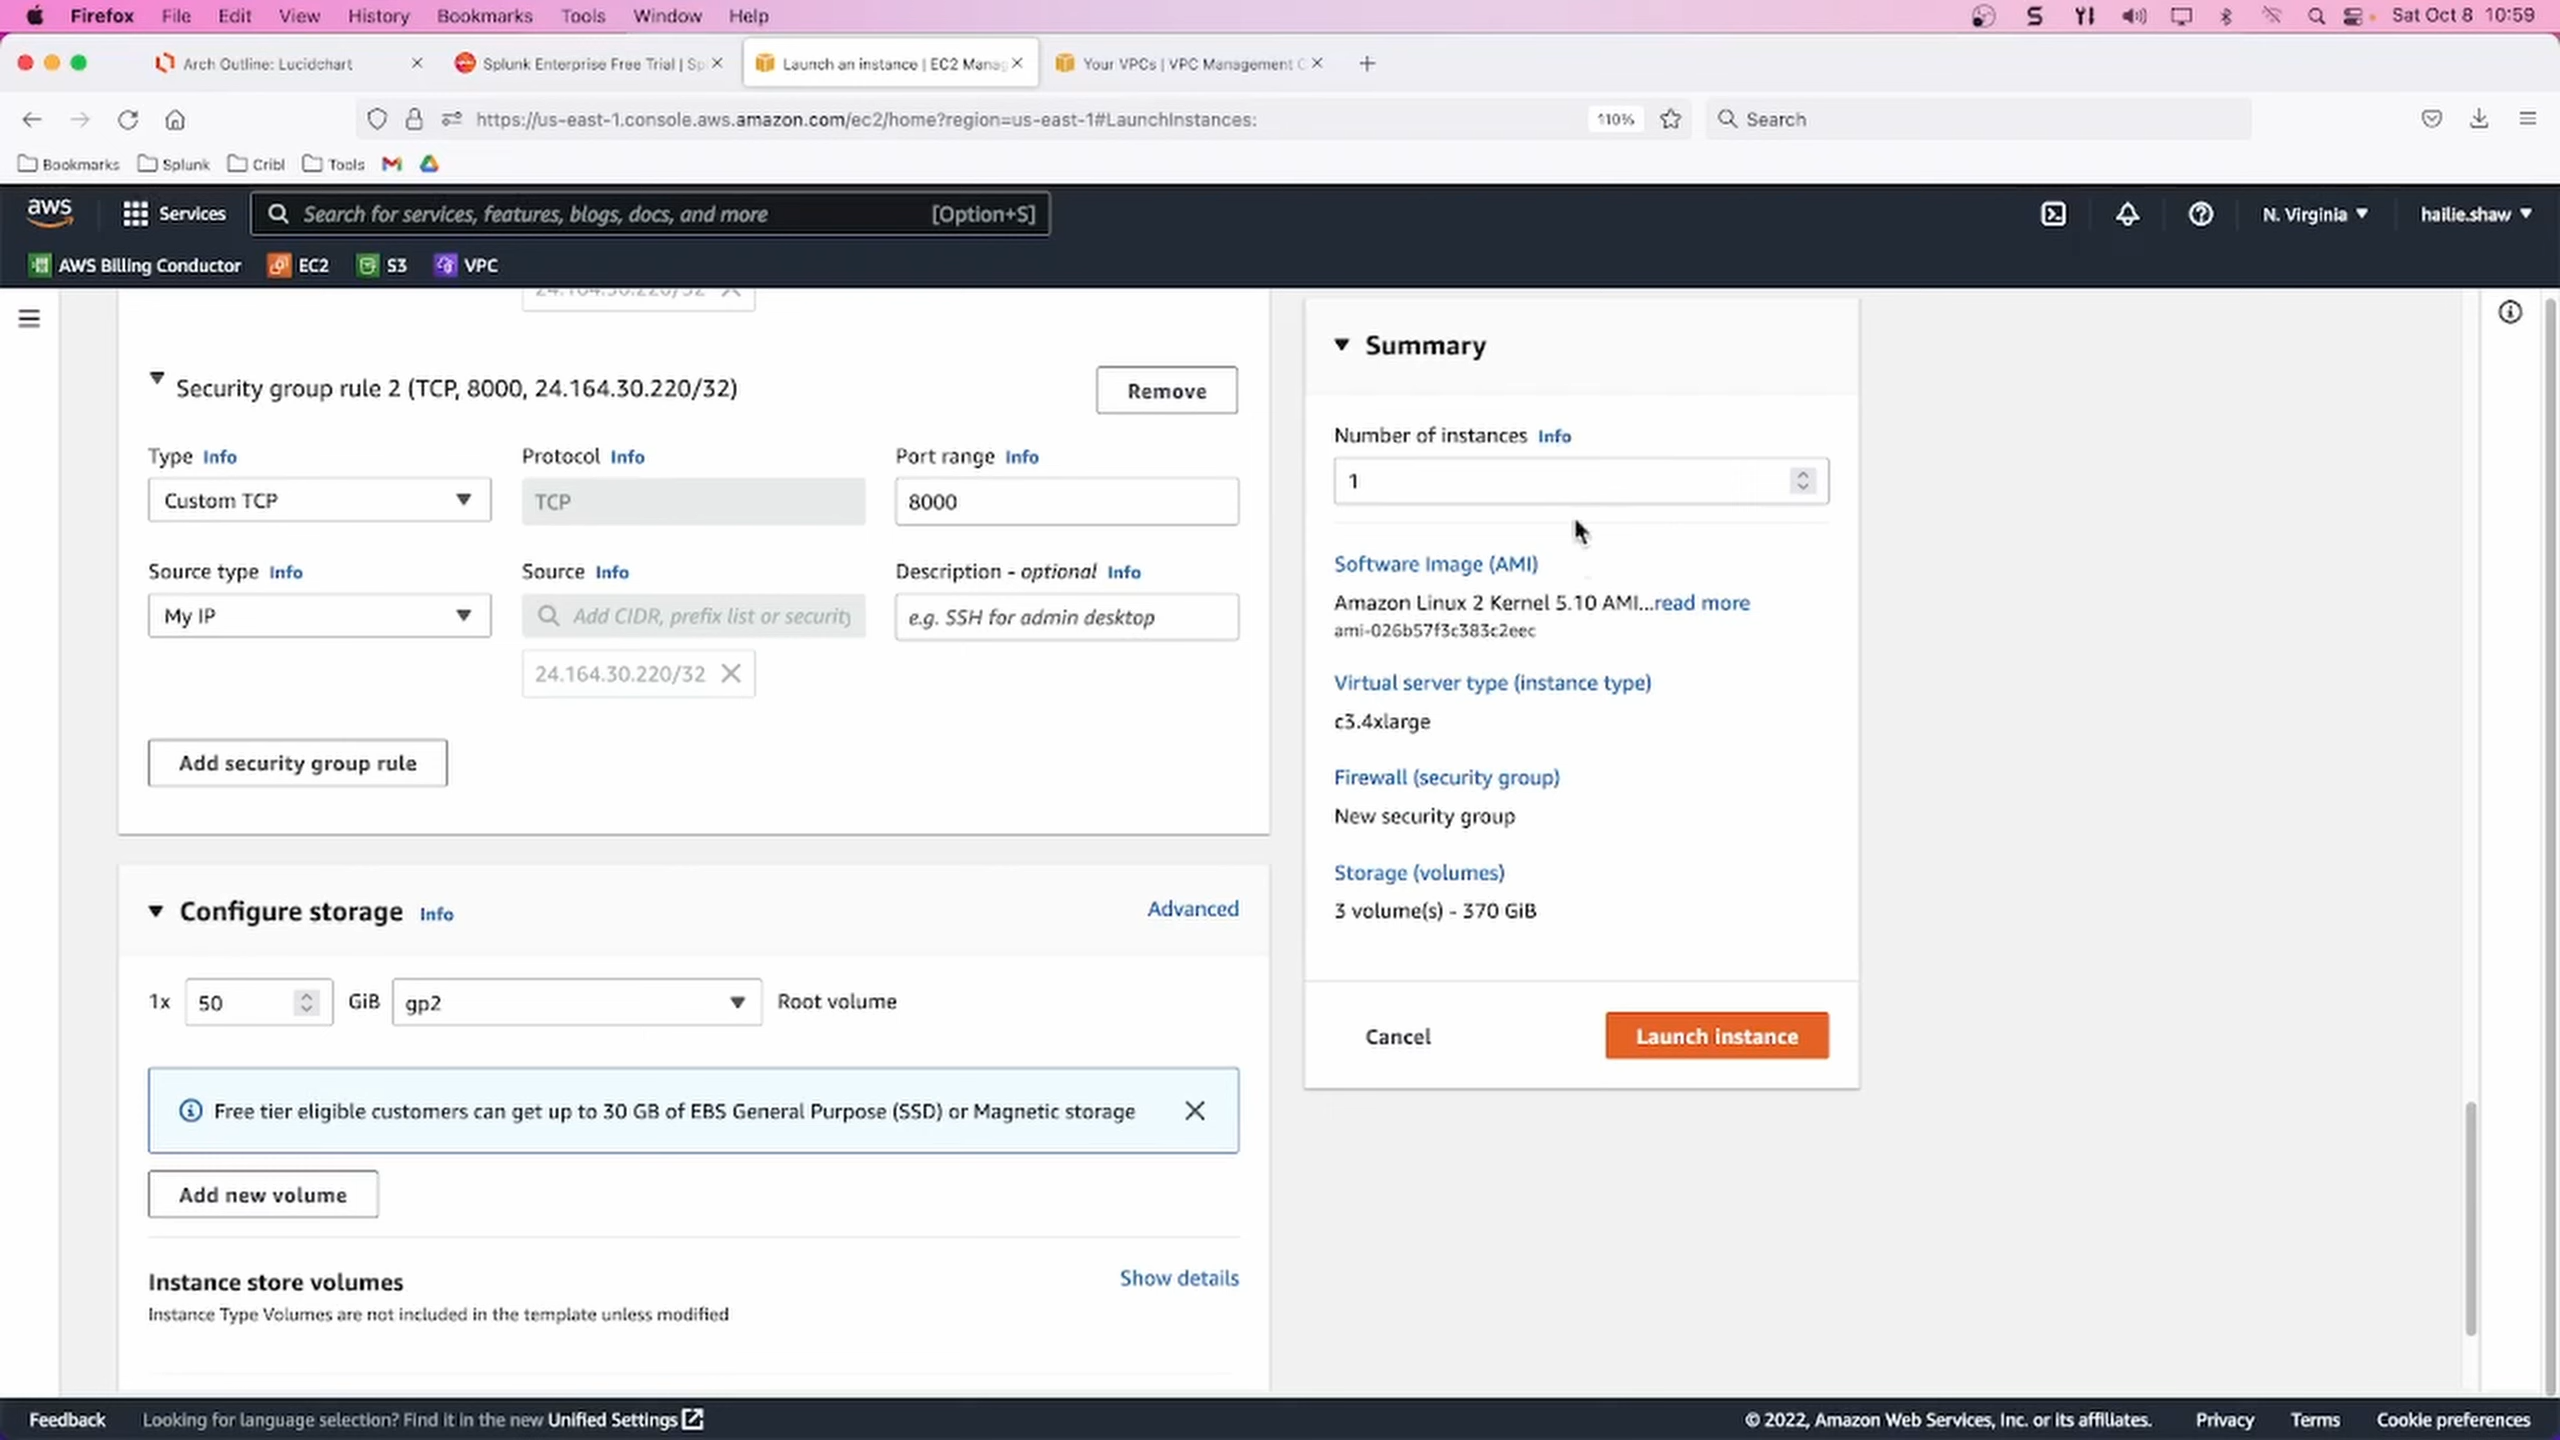 Firefox File Edit View History Bookmarks Tools Window Help Sat Oct 8 10:59
Arch Outline: Lucidchart
Splunk Enterprise Free Trial | Sp
Launch an instance | EC2 Manag
Your VPCs | VPC Management C
https://us-east-1.console.aws.amazon.com/ec2/home?region=us-east-1#LaunchInstances:
110%
Search
Bookmarks Splunk Cribl Tools
aws Services Search for services, features, blogs, docs, and more [Option+S] N. Virginia hailie.shaw
AWS Billing Conductor EC2 S3 VPC
24.164.30.220/32
Security group rule 2 (TCP, 8000, 24.164.30.220/32)
Remove
Type Info
Protocol Info
Port range Info
Custom TCP
TCP
8000
Source type Info
Source Info
Description - optional Info
My IP
Add CIDR, prefix list or security
e.g. SSH for admin desktop
24.164.30.220/32
Add security group rule
Configure storage Info
Advanced
1x 50 GiB gp2 Root volume
Free tier eligible customers can get up to 30 GB of EBS General Purpose (SSD) or Magnetic storage
Add new volume
Instance store volumes
Show details
Instance Type Volumes are not included in the template unless modified
Summary
Number of instances Info
1
Software Image (AMI)
Amazon Linux 2 Kernel 5.10 AMI...read more
ami-026b57f3c383c2eec
Virtual server type (instance type)
c3.4xlarge
Firewall (security group)
New security group
Storage (volumes)
3 volume(s) - 370 GiB
Cancel
Launch instance
Feedback Looking for language selection? Find it in the new Unified Settings
© 2022, Amazon Web Services, Inc. or its affiliates. Privacy Terms Cookie preferences